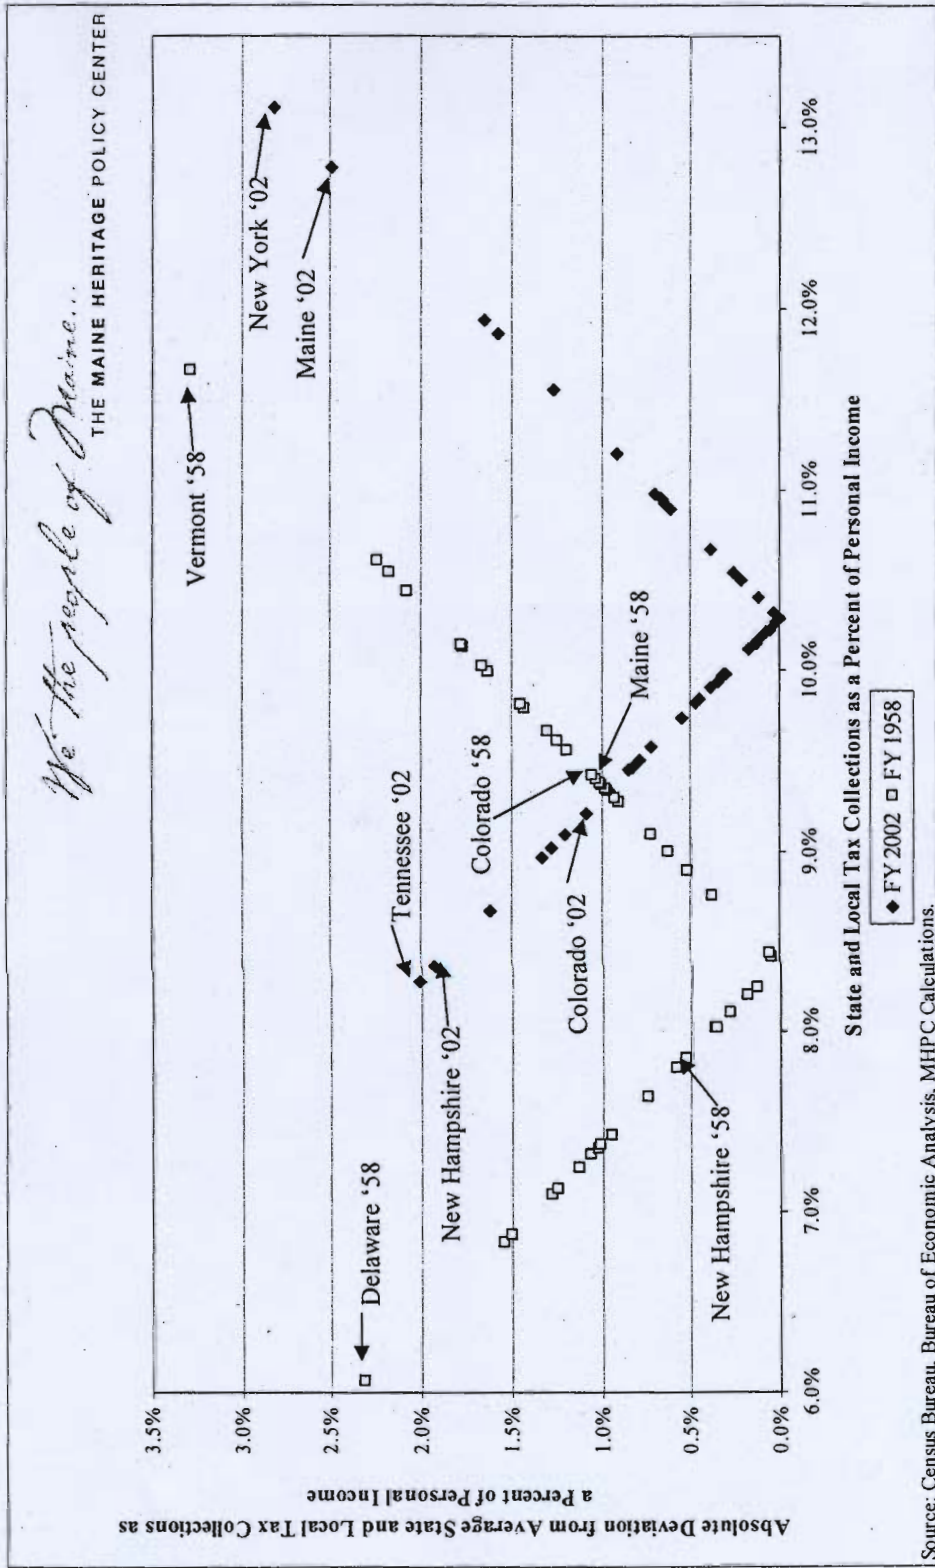 We the people of Maine...
THE MAINE HERITAGE POLICY CENTER
Absolute Deviation from Average State and Local Tax Collections as
a Percent of Personal Income
3.5%
3.0%
2.5%
2.0%
1.5%
1.0%
0.5%
0.0%
Delaware ‘58
New Hampshire ‘02
Tennessee ‘02
Colorado ‘58
Colorado ‘02
New Hampshire ‘58
Maine ‘58
Vermont ‘58
New York ‘02
Maine ‘02
6.0%
7.0%
8.0%
9.0%
10.0%
11.0%
12.0%
13.0%
State and Local Tax Collections as a Percent of Personal Income
FY 2002 FY 1958
Source: Census Bureau, Bureau of Economic Analysis, MHPC Calculations.